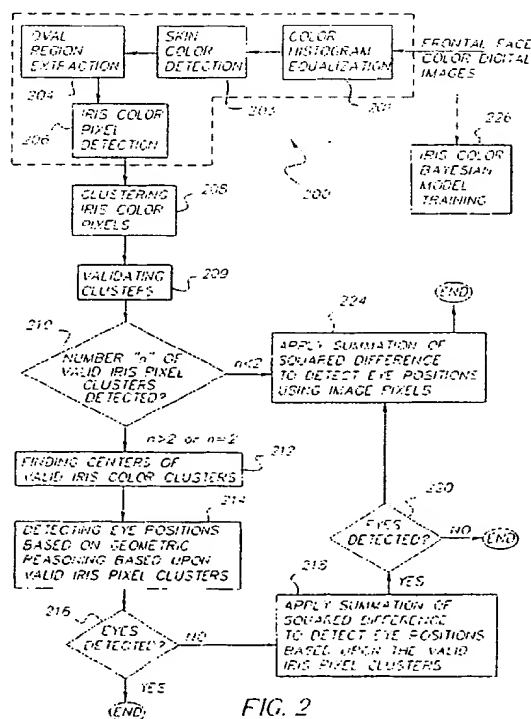 OVAL
REGION
EXTRACTION
204
SKIN
COLOR
DETECTION
203
COLOR
HISTOGRAM
EQUALIZATION
201
FRONTAL FACE
COLOR DIGITAL
IMAGES
206
IRIS COLOR
PIXEL
DETECTION
200
226
IRIS COLOR
BAYESIAN
MODEL
TRAINING
CLUSTERING
IRIS COLOR
PIXELS
208
VALIDATING
CLUSTERS
209
210
NUMBER "n" OF
VALID IRIS PIXEL
CLUSTERS
DETECTED?
n<2
224
END
APPLY SUMMATION OF
SQUARED DIFFERENCE
TO DETECT EYE POSITIONS
USING IMAGE PIXELS
n>2 or n=2
212
FINDING CENTERS OF
VALID IRIS COLOR CLUSTERS
214
DETECTING EYE POSITIONS
BASED ON GEOMETRIC
REASONING BASED UPON
VALID IRIS PIXEL CLUSTERS
220
EYES
DETECTED?
NO
END
YES
216
EYES
DETECTED?
NO
218
APPLY SUMMATION OF
SQUARED DIFFERENCE
TO DETECT EYE POSITIONS
BASED UPON THE VALID
IRIS PIXEL CLUSTERS
YES
END
FIG. 2